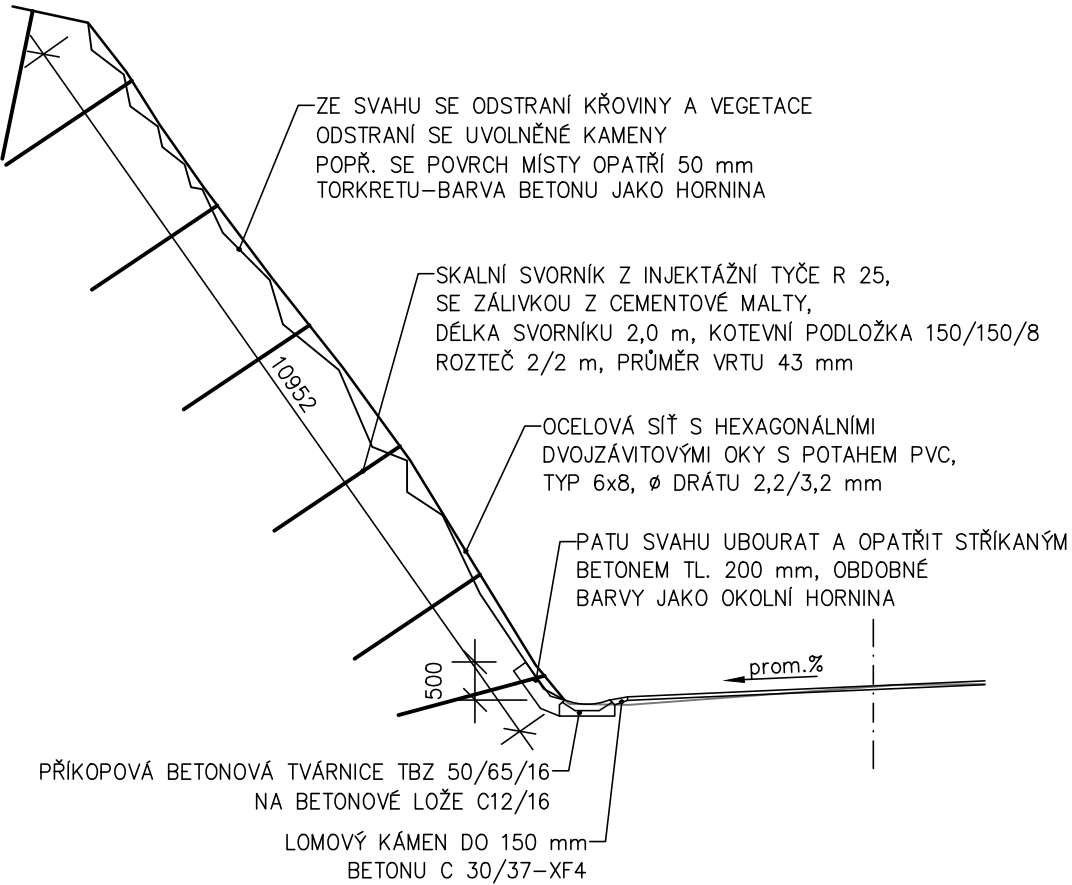 ZE SVAHU SE ODSTRANÍ KŘOVINY A VEGETACE
ODSTRANÍ SE UVOLNĚNÉ KAMENY
POPŘ. SE POVRCH MÍSTY OPATŘÍ 50 mm
TORKRETU-BARVA BETONU JAKO HORNINA
SKALNÍ SVORNÍK Z INJEKTÁŽNÍ TYČE R 25,
SE ZÁLIVKOU Z CEMENTOVÉ MALTY,
DÉLKA SVORNÍKU 2,0 m, KOTEVNÍ PODLOŽKA 150/150/8
ROZTEČ 2/2 m, PRŮMĚR VRTU 43 mm
10952
OCELOVÁ SÍŤ S HEXAGONÁLNÍMI
DVOJZÁVITOVÝMI OKY S POTAHEM PVC,
TYP 6x8, Ø DRÁTU 2,2/3,2 mm
PATU SVAHU UBOURAT A OPATŘIT STŘÍKANÝM
BETONEM TL. 200 mm, OBDOBNÉ
BARVY JAKO OKOLNÍ HORNINA
500
prom.%
PŘÍKOPOVÁ BETONOVÁ TVÁRNICE TBZ 50/65/16
NA BETONOVÉ LOŽE C12/16
LOMOVÝ KÁMEN DO 150 mm
BETONU C 30/37-XF4